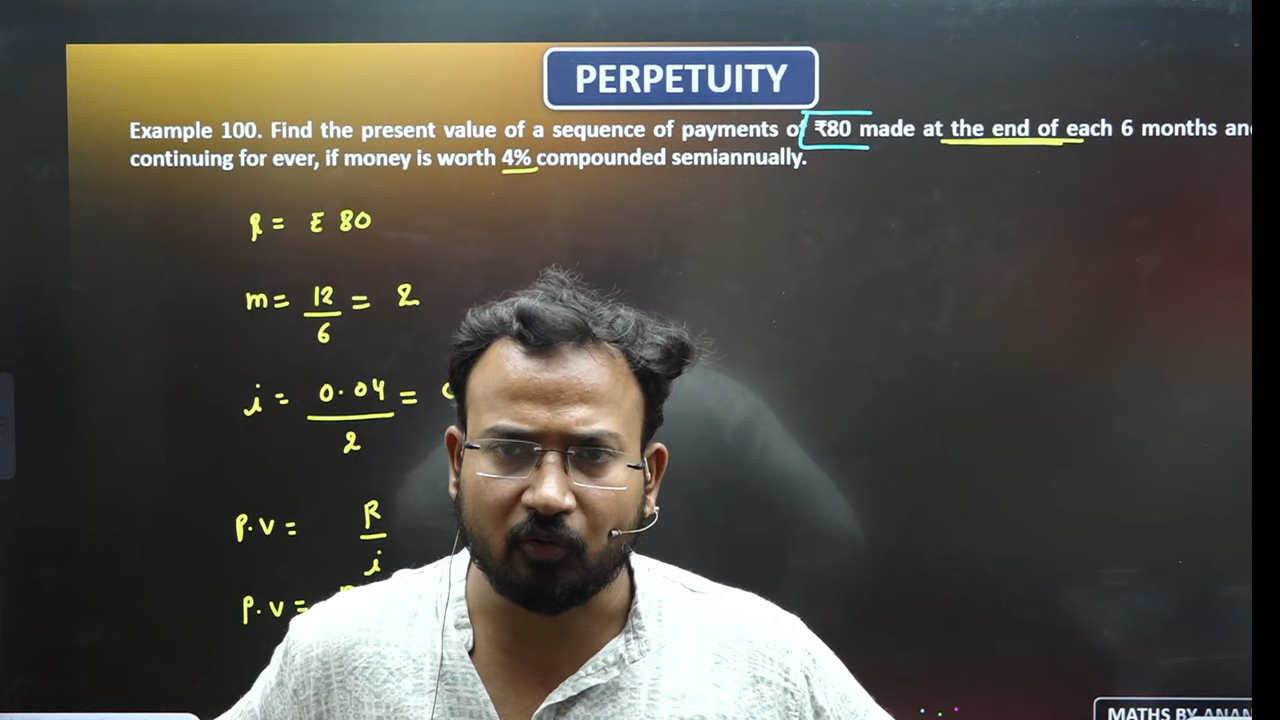 PERPETUITY
Example 100. Find the present value of a sequence of payments of ₹80 made at the end of each 6 months
continuing for ever, if money is worth 4% compounded semiannually.
R = ₹ 80
m = 12/6 = 2
i = 0.04/2 =
P.V = R/i
P.V =
MATHS BY